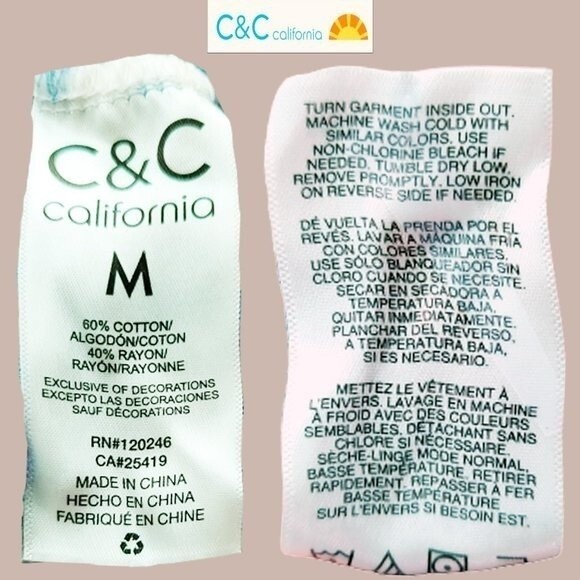 C&C california
C&C
california
M
60% COTTON/
ALGODÓN/COTON
40% RAYON/
RAYÓN/RAYONNE
EXCLUSIVE OF DECORATIONS
EXCEPTO LAS DECORACIONES
SAUF DÉCORATIONS
RN#120246
CA#25419
MADE IN CHINA
HECHO EN CHINA
FABRIQUÉ EN CHINE
TURN GARMENT INSIDE OUT.
MACHINE WASH COLD WITH
SIMILAR COLORS. USE
NON-CHLORINE BLEACH IF
NEEDED. TUMBLE DRY LOW.
REMOVE PROMPTLY. LOW IRON
ON REVERSE SIDE IF NEEDED.
DÉ VUELTA LA PRENDA POR EL
REVÉS. LAVAR A MÁQUINA FRÍA
CON COLORES SIMILARES.
USE SÓLO BLANQUEADOR SIN
CLORO CUANDO SE NECESITE.
SECAR EN SECADORA A
TEMPERATURA BAJA.
QUITAR INMEDIATAMENTE.
PLANCHAR DEL REVERSO,
A TEMPERATURA BAJA,
SI ES NECESARIO.
METTEZ LE VÊTEMENT À
L'ENVERS. LAVAGE EN MACHINE
À FROID AVEC DES COULEURS
SEMBLABLES. DÉTACHANT SANS
CHLORE SI NÉCESSAIRE.
SÈCHE-LINGE MODE NORMAL,
BASSE TEMPÉRATURE. RETIRER
RAPIDEMENT. REPASSER À FER
BASSE TEMPÉRATURE
SUR L'ENVERS SI BESOIN EST.